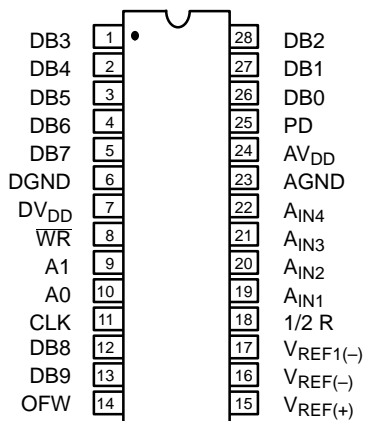 DB3 1 28 DB2
DB4 2 27 DB1
DB5 3 26 DB0
DB6 4 25 PD
DB7 5 24 AVDD
DGND 6 23 AGND
DVDD 7 22 AIN4
W̅R̅ 8 21 AIN3
A1 9 20 AIN2
A0 10 19 AIN1
CLK 11 18 1/2 R
DB8 12 17 VREF1(–)
DB9 13 16 VREF(–)
OFW 14 15 VREF(+)